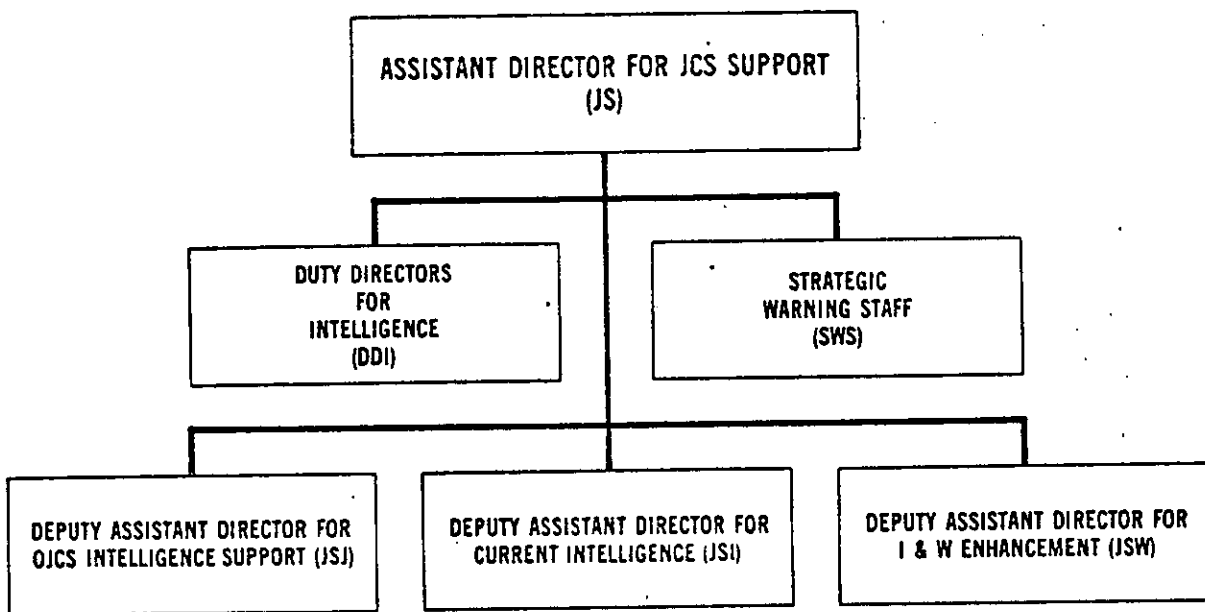 ASSISTANT DIRECTOR FOR JCS SUPPORT
(JS)
DUTY DIRECTORS
FOR
INTELLIGENCE
(DDI)
STRATEGIC
WARNING STAFF
(SWS)
DEPUTY ASSISTANT DIRECTOR FOR
OJCS INTELLIGENCE SUPPORT (JSJ)
DEPUTY ASSISTANT DIRECTOR FOR
CURRENT INTELLIGENCE (JSI)
DEPUTY ASSISTANT DIRECTOR FOR
I & W ENHANCEMENT (JSW)